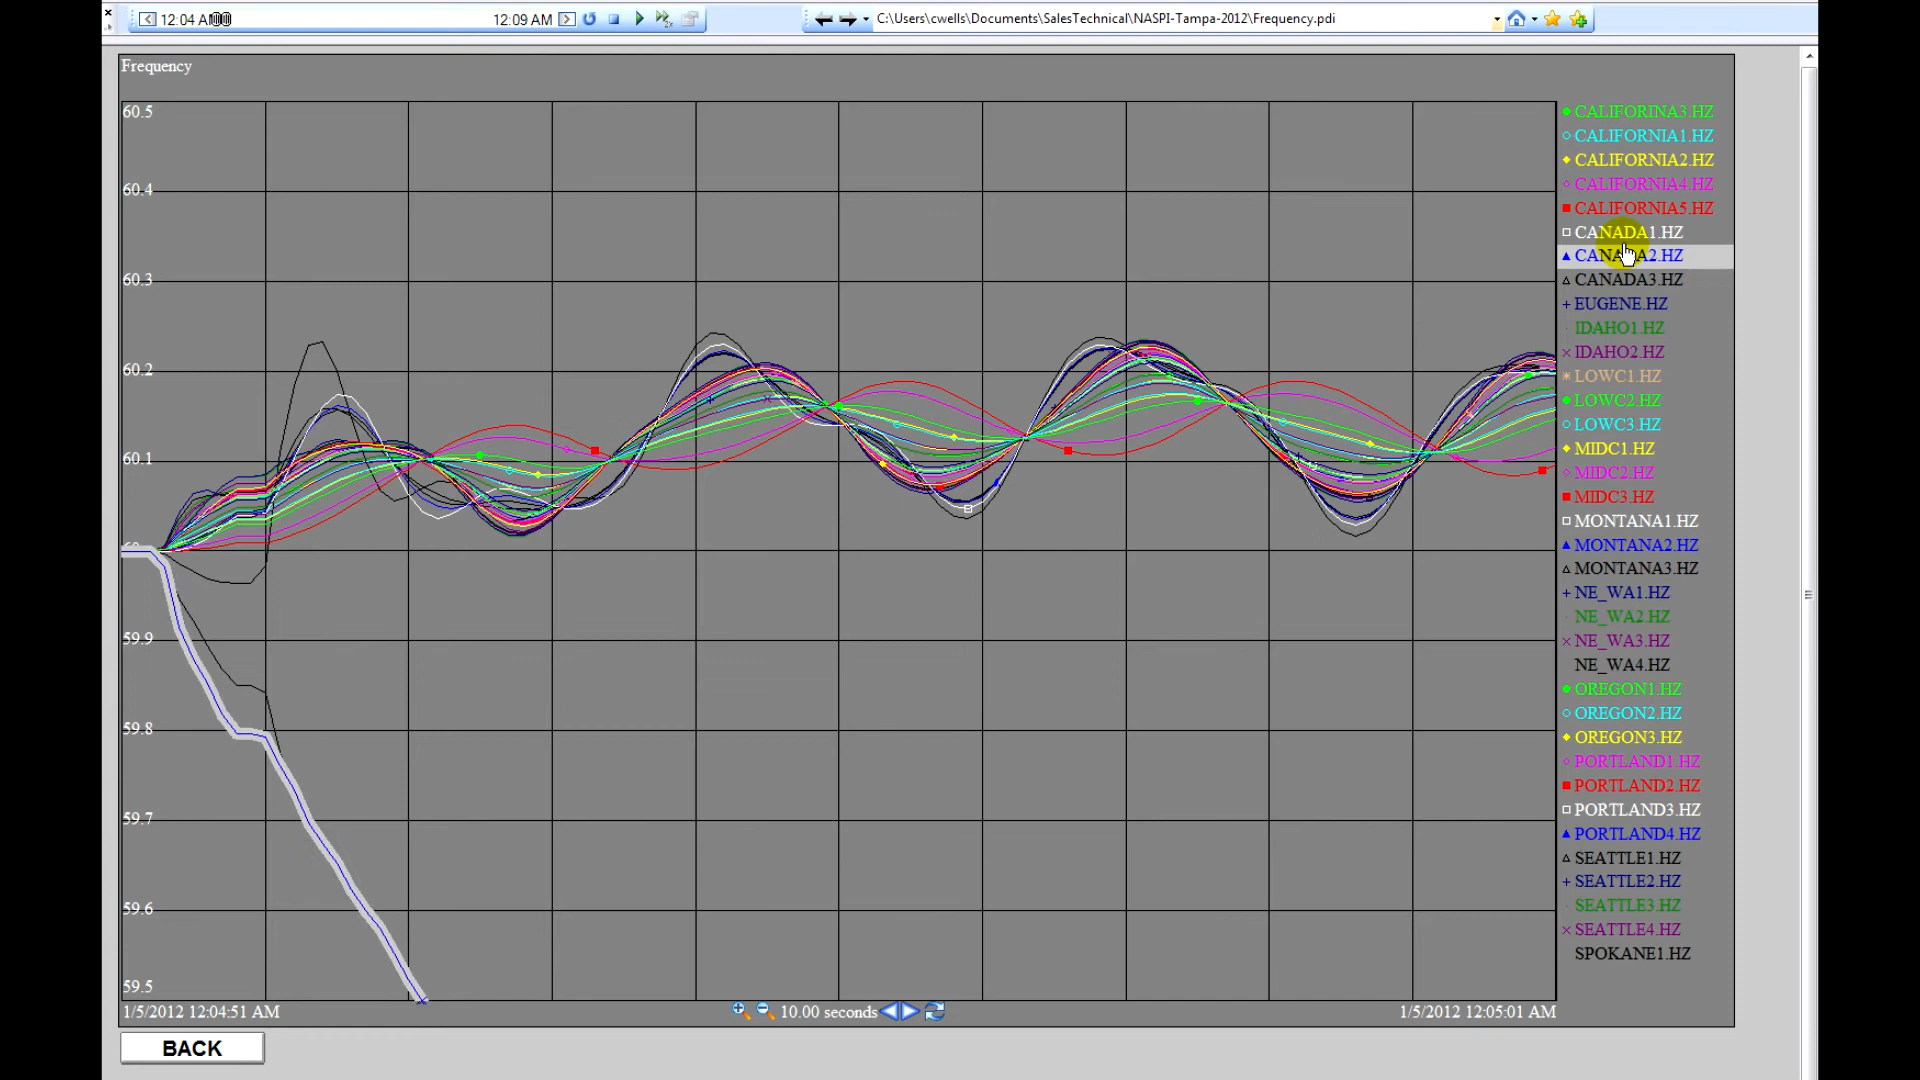 12:04 AM
12:09 AM
C:\Users\cwells\Documents\SalesTechnical\NASPI-Tampa-2012\Frequency.pdi
Frequency
60.5
60.4
60.3
60.2
60.1
60
59.9
59.8
59.7
59.6
59.5
CALIFORINA3.HZ
CALIFORNIA1.HZ
CALIFORNIA2.HZ
CALIFORNIA4.HZ
CALIFORNIA5.HZ
CANADA1.HZ
CANADA2.HZ
CANADA3.HZ
EUGENE.HZ
IDAHO1.HZ
IDAHO2.HZ
LOWC1.HZ
LOWC2.HZ
LOWC3.HZ
MIDC1.HZ
MIDC2.HZ
MIDC3.HZ
MONTANA1.HZ
MONTANA2.HZ
MONTANA3.HZ
NE_WA1.HZ
NE_WA2.HZ
NE_WA3.HZ
NE_WA4.HZ
OREGON1.HZ
OREGON2.HZ
OREGON3.HZ
PORTLAND1.HZ
PORTLAND2.HZ
PORTLAND3.HZ
PORTLAND4.HZ
SEATTLE1.HZ
SEATTLE2.HZ
SEATTLE3.HZ
SEATTLE4.HZ
SPOKANE1.HZ
1/5/2012 12:04:51 AM
10.00 seconds
1/5/2012 12:05:01 AM
BACK